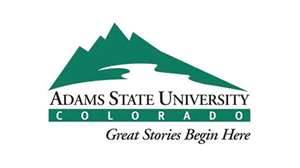 ADAMS STATE UNIVERSITY
COLORADO
Great Stories Begin Here